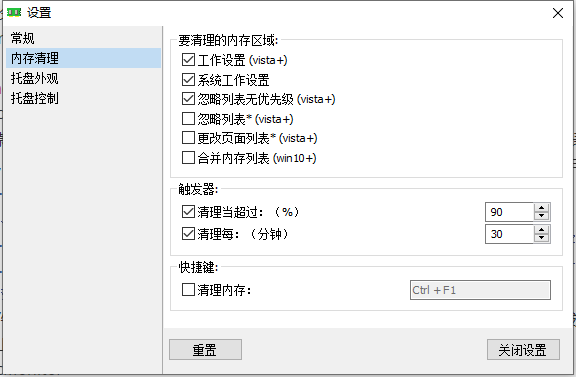 设置
常规
内存清理
托盘外观
托盘控制
要清理的内存区域:
工作设置 (vista+)
系统工作设置
忽略列表无优先级 (vista+)
忽略列表* (vista+)
更改页面列表* (vista+)
合并内存列表 (win10+)
触发器:
清理当超过:（%） 90
清理每:（分钟） 30
快捷键:
清理内存: Ctrl + F1
重置 关闭设置